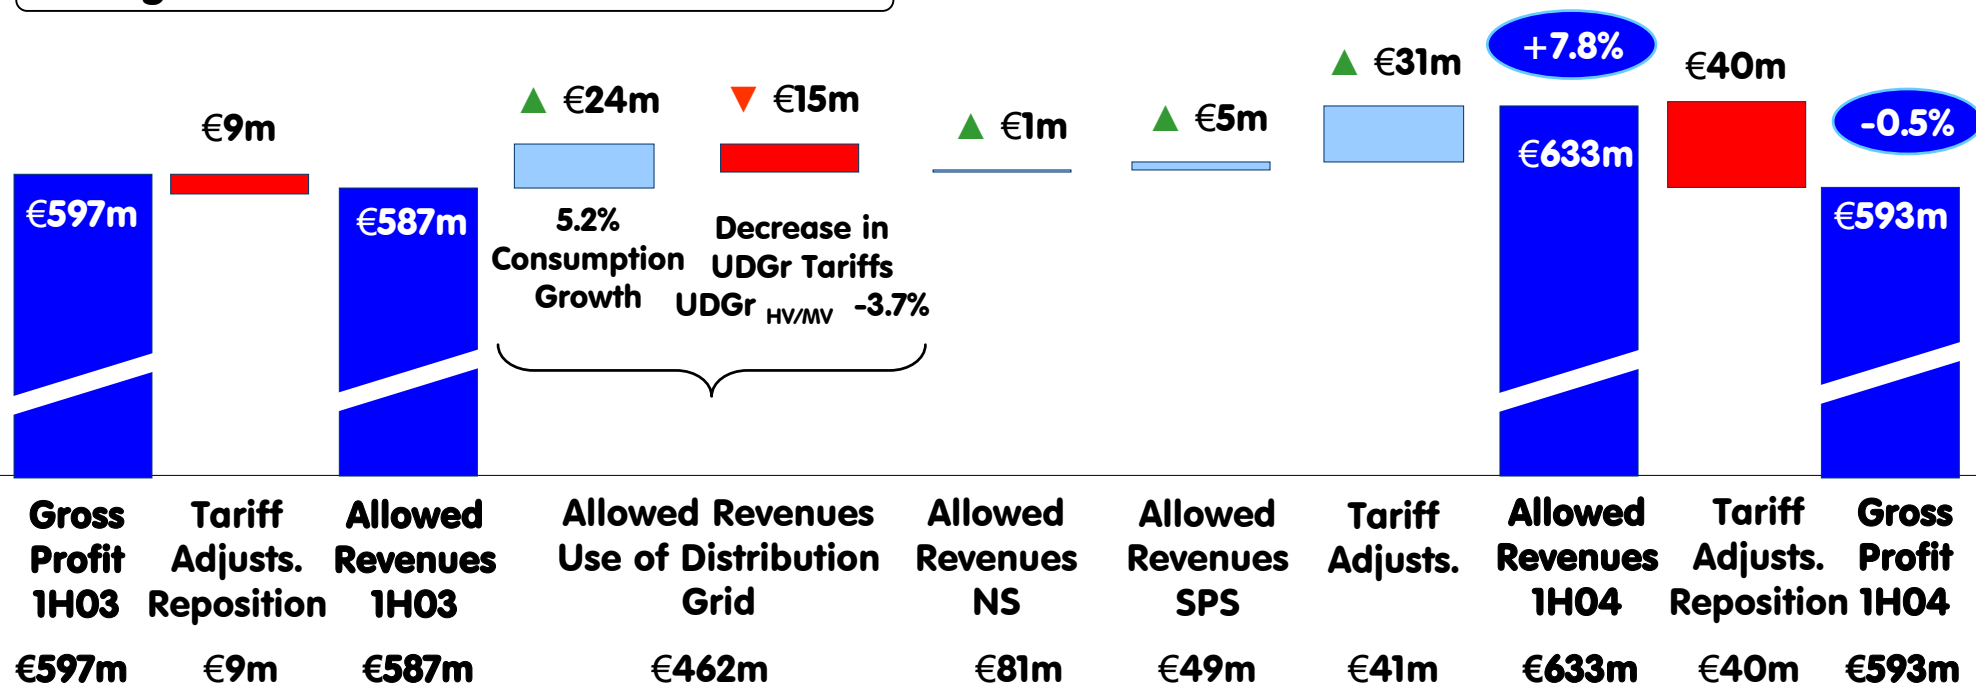 +7.8%
€31m
€40m
▲ €24m
▼ €15m
€9m
▲ €1m
▲ €5m
-0.5%
€597m
€587m
€633m
€593m
5.2%
Consumption
Growth
Decrease in
UDGr Tariffs
UDGr HV/MV -3.7%
Gross
Profit
1H03
Tariff
Adjusts.
Reposition
Allowed
Revenues
1H03
Allowed Revenues
Use of Distribution
Grid
Allowed
Revenues
NS
Allowed
Revenues
SPS
Tariff
Adjusts.
Allowed
Revenues
1H04
Tariff
Adjusts.
Reposition
Gross
Profit
1H04
€597m €9m €587m €462m €81m €49m €41m €633m €40m €593m